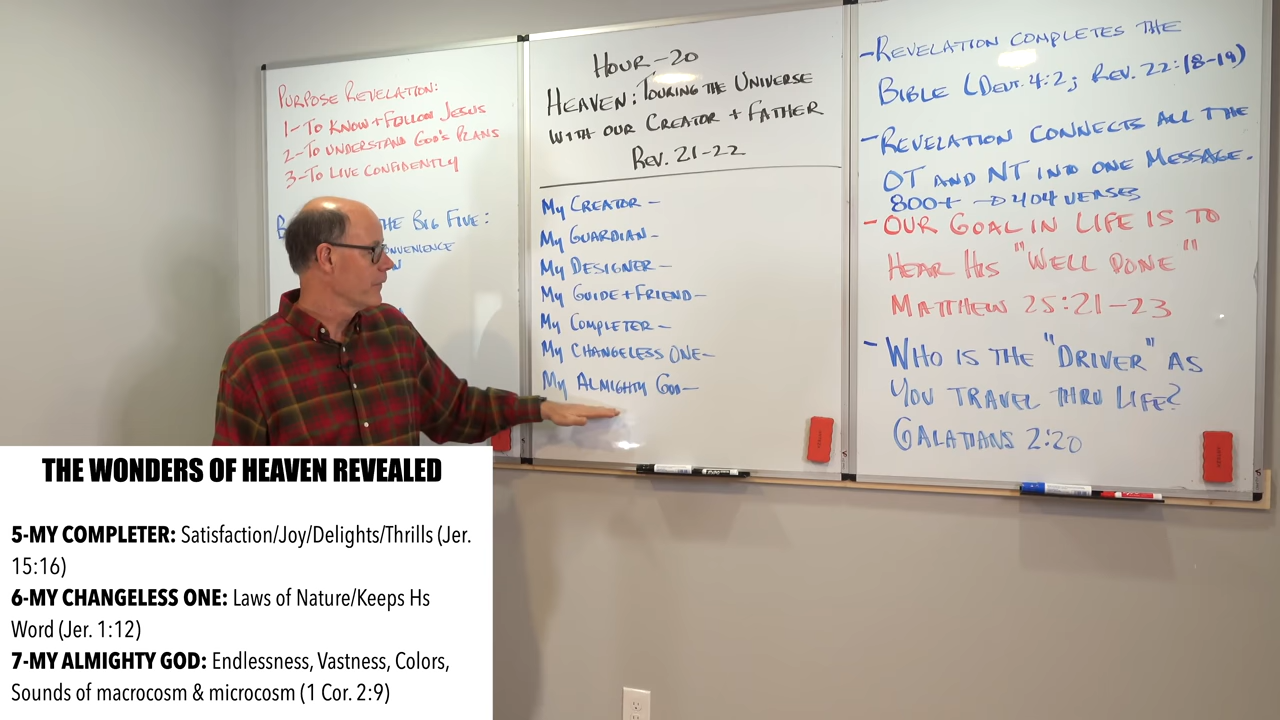 PURPOSE REVELATION:
1-TO KNOW+FOLLOW JESUS
2-TO UNDERSTAND GOD'S PLANS
3-TO LIVE CONFIDENTLY
THE BIG FIVE:
HOUR-20
HEAVEN: TOURING THE UNIVERSE
WITH OUR CREATOR + FATHER
REV. 21-22
MY CREATOR-
MY GUARDIAN-
MY DESIGNER-
MY GUIDE+FRIEND-
MY COMPLETER-
MY CHANGELESS ONE-
MY ALMIGHTY GOD-
-REVELATION COMPLETES THE
BIBLE (DEUT. 4:2; REV. 22:18-19)
-REVELATION CONNECTS ALL THE
OT AND NT INTO ONE MESSAGE.
800+ → 404 VERSES
-OUR GOAL IN LIFE IS TO
HEAR HIS "WELL DONE"
MATTHEW 25:21-23
-WHO IS THE "DRIVER" AS
YOU TRAVEL THRU LIFE?
GALATIANS 2:20
THE WONDERS OF HEAVEN REVEALED
5-MY COMPLETER: Satisfaction/Joy/Delights/Thrills (Jer.
15:16)
6-MY CHANGELESS ONE: Laws of Nature/Keeps Hs
Word (Jer. 1:12)
7-MY ALMIGHTY GOD: Endlessness, Vastness, Colors,
Sounds of macrocosm & microcosm (1 Cor. 2:9)